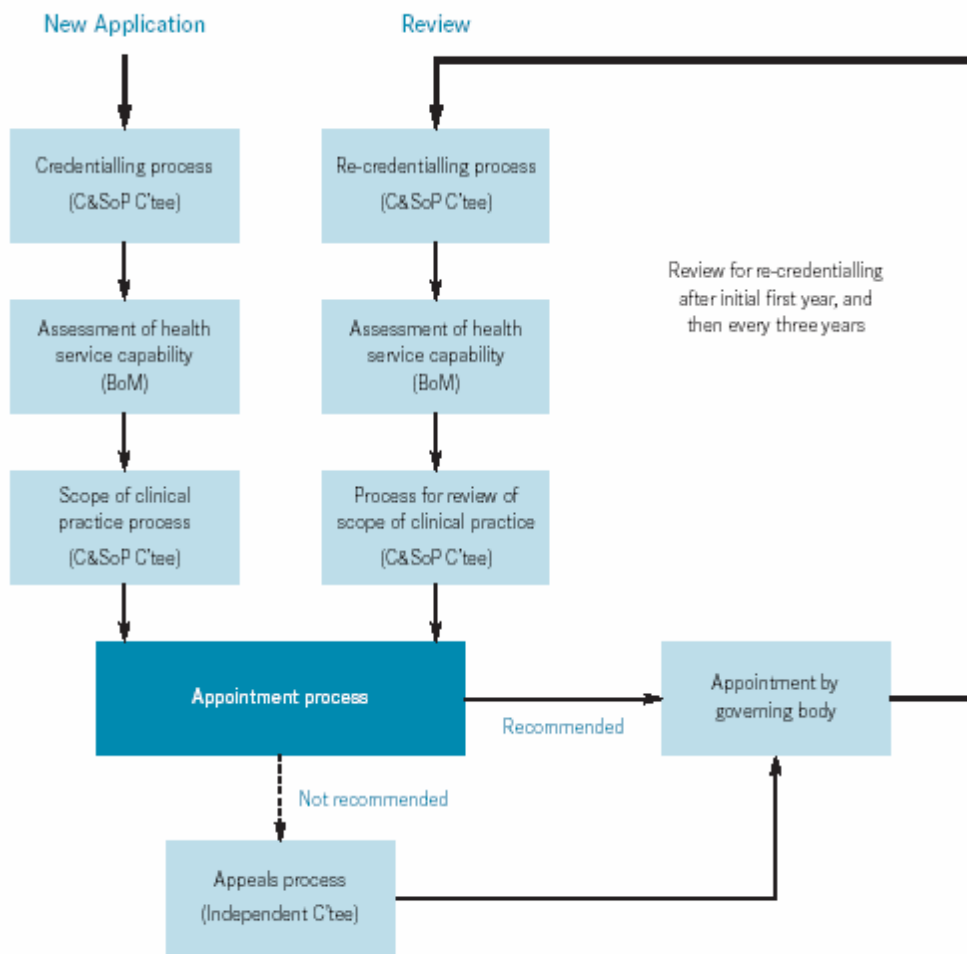 New Application
Credentialling process
(C&SoP C'tee)
Assessment of health
service capability
(BoM)
Scope of clinical
practice process
(C&SoP C'tee)
Review
Re-credentialling process
(C&SoP C'tee)
Assessment of health
service capability
(BoM)
Process for review of
scope of clinical practice
(C&SoP C'tee)
Review for re-credentialling
after initial first year, and
then every three years
Appointment process
Recommended
Appointment by
governing body
Not recommended
Appeals process
(Independent C'tee)